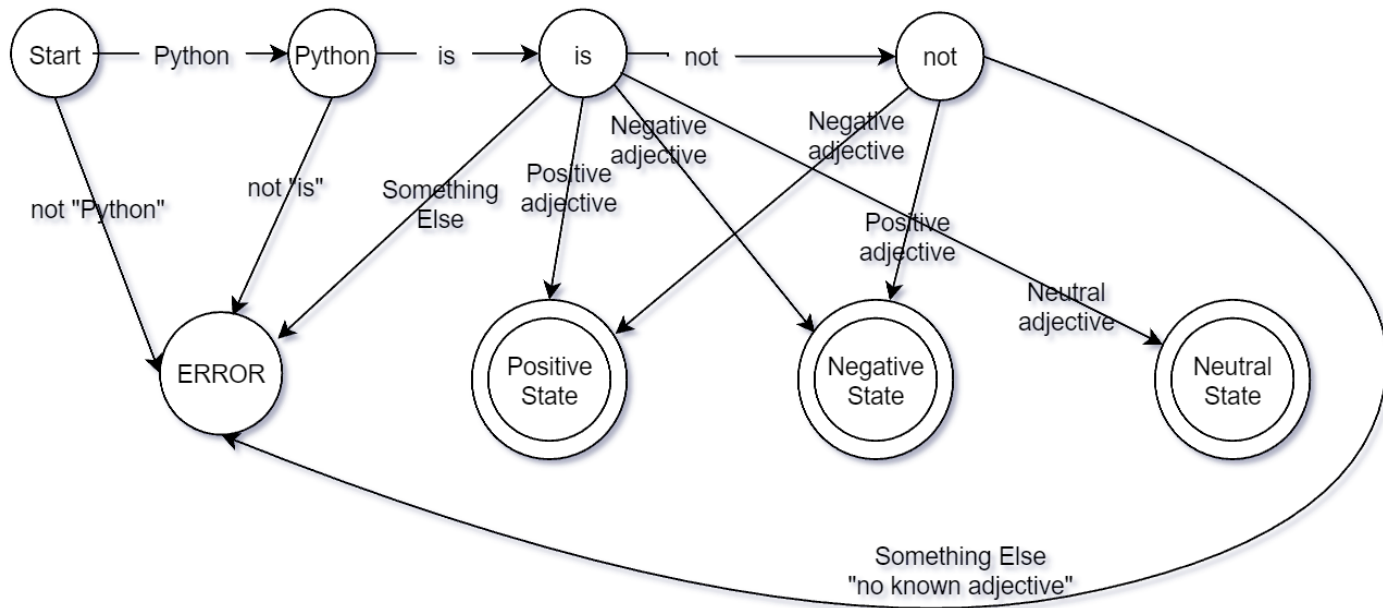 Start
Python
Python
is
is
not
not
not "Python"
not "is"
Something
Else
Positive
adjective
Negative
adjective
Negative
adjective
Positive
adjective
Neutral
adjective
ERROR
Positive
State
Negative
State
Neutral
State
Something Else
"no known adjective"